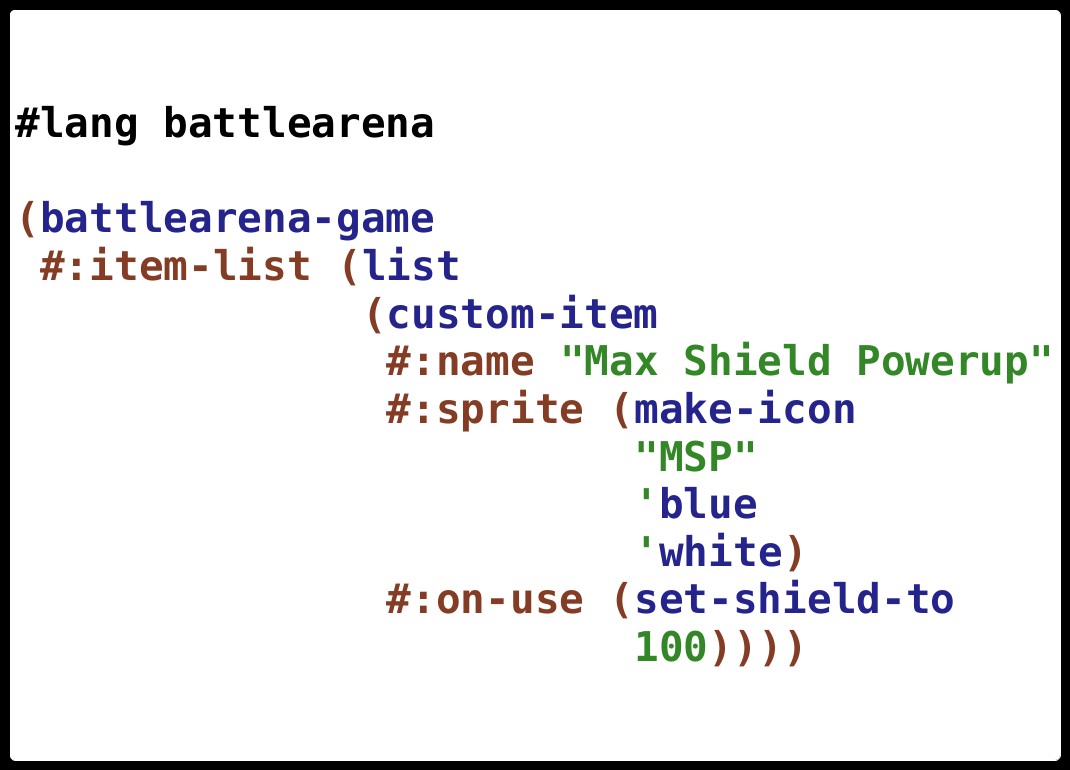 #lang battlearena
(battlearena-game
#:item-list (list
(custom-item
#:name "Max Shield Powerup"
#:sprite (make-icon
"MSP"
'blue
'white)
#:on-use (set-shield-to
100))))